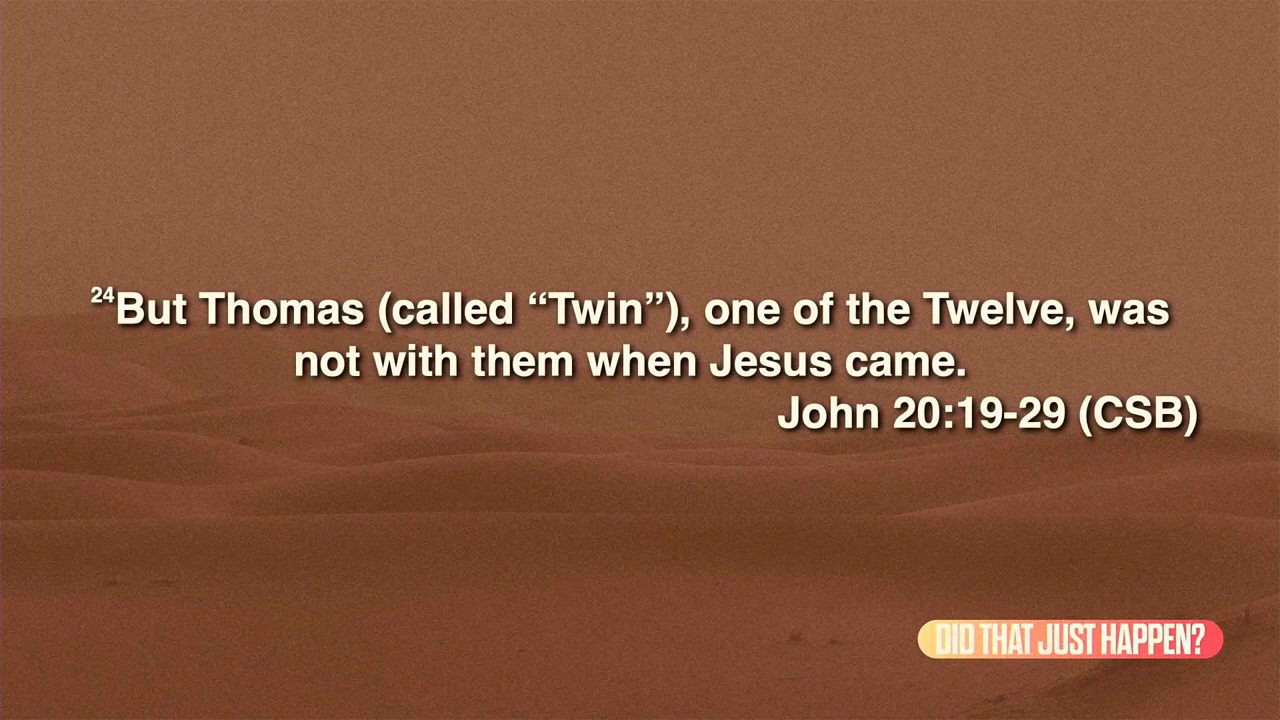 24But Thomas (called “Twin”), one of the Twelve, was
not with them when Jesus came.
John 20:19-29 (CSB)
DID THAT JUST HAPPEN?